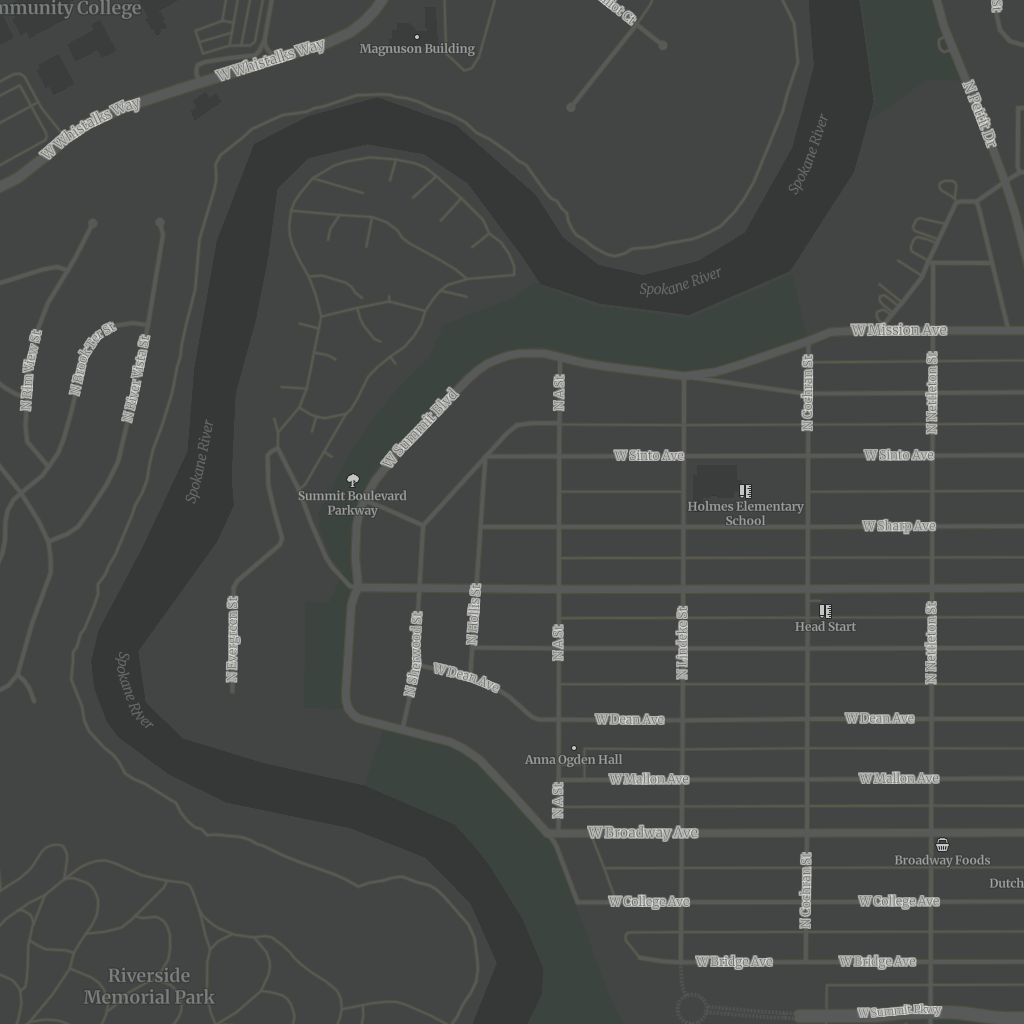 mmunity College
Magnuson Building
W Whistalks Way
W Whistalks Way
N Pettit Dr
Spokane River
Spokane River
W Mission Ave
N Rim View St
N Brook Ter St
N River Vista St
N A St
N Cochran St
N Nettleton St
W Summit Blvd
Spokane River
W Sinto Ave
W Sinto Ave
Summit Boulevard
Parkway
Holmes Elementary
School
W Sharp Ave
N Evergreen St
N Sherwood St
N Hollis St
N A St
N Lindeke St
Head Start
N Nettleton St
Spokane River
W Dean Ave
W Dean Ave
W Dean Ave
Anna Ogden Hall
W Mallon Ave
W Mallon Ave
N A St
W Broadway Ave
Broadway Foods
Dutch
N Cochran St
W College Ave
W College Ave
W Bridge Ave
W Bridge Ave
Riverside
Memorial Park
W Summit Pkwy